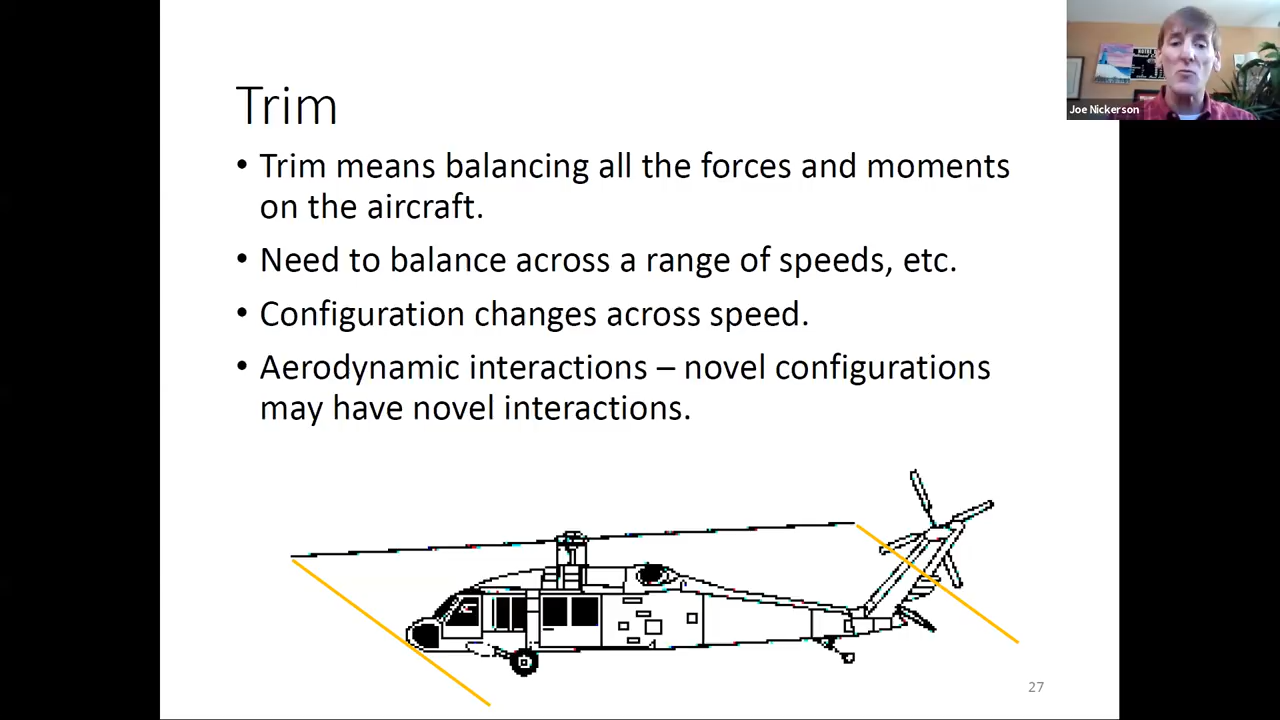 Trim
• Trim means balancing all the forces and moments
on the aircraft.
• Need to balance across a range of speeds, etc.
• Configuration changes across speed.
• Aerodynamic interactions – novel configurations
may have novel interactions.
27
Joe Nickerson